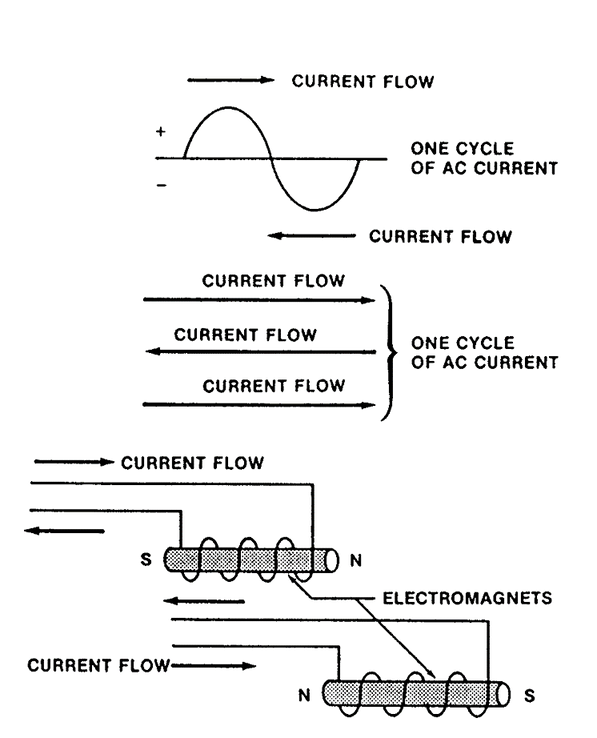 CURRENT FLOW
+
ONE CYCLE
OF AC CURRENT
−
CURRENT FLOW
CURRENT FLOW
CURRENT FLOW
ONE CYCLE
OF AC CURRENT
CURRENT FLOW
CURRENT FLOW
S
N
ELECTROMAGNETS
CURRENT FLOW
N
S